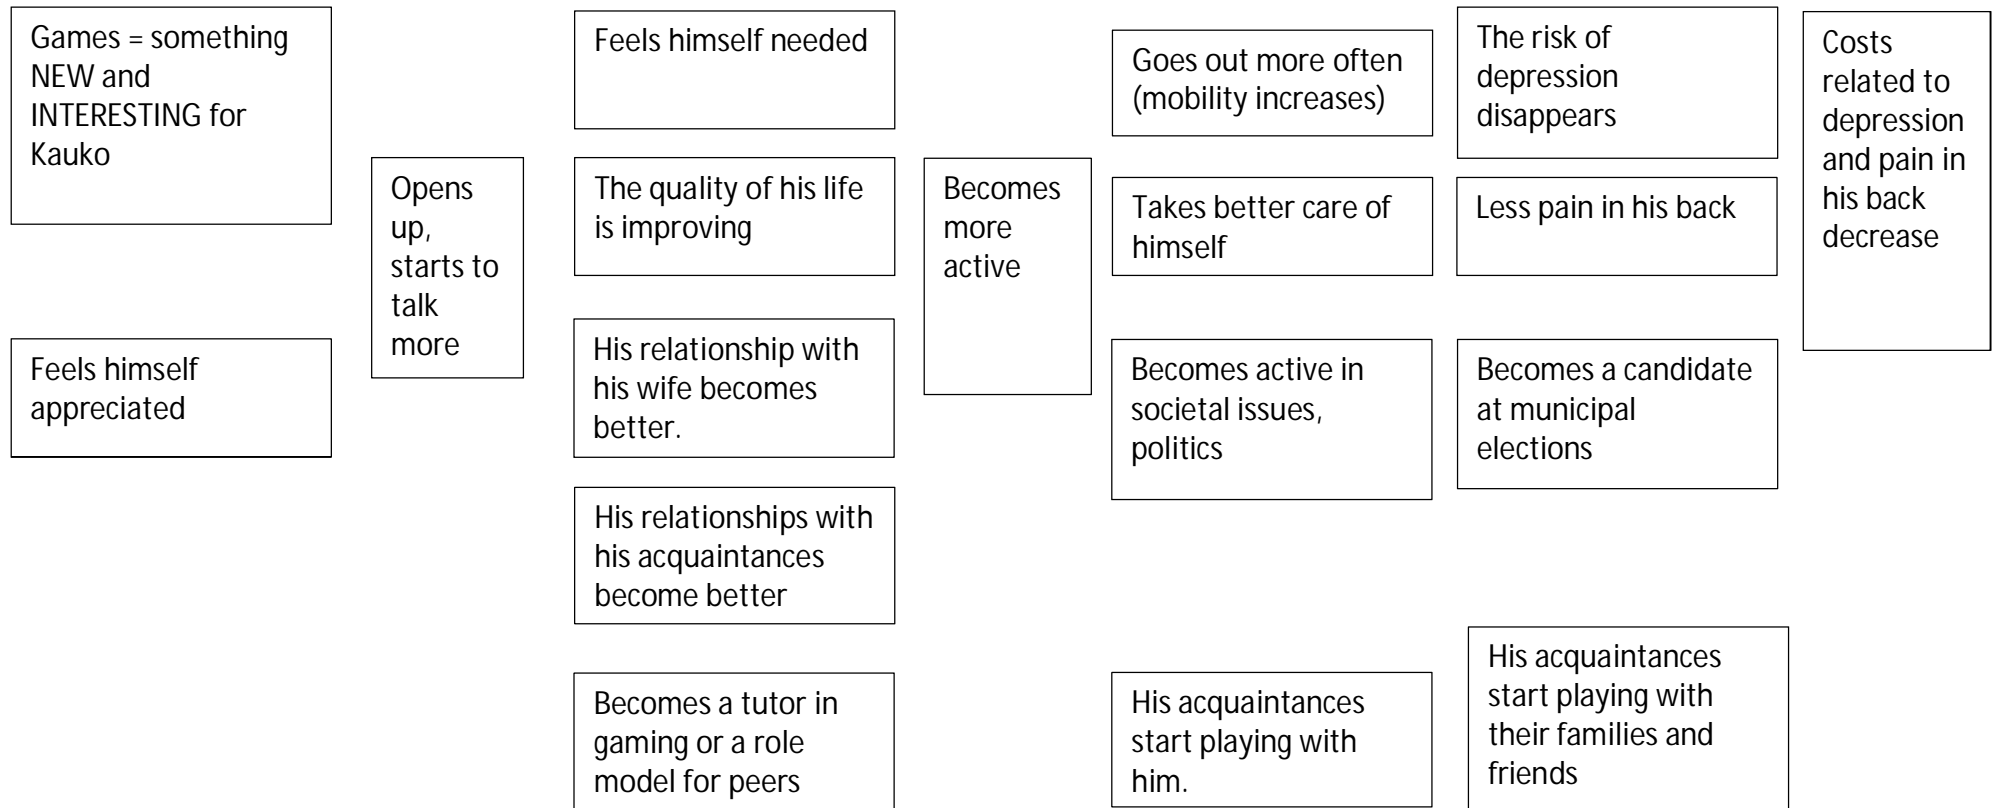 Games = something
NEW and
INTERESTING for
Kauko
Feels himself
appreciated
Opens
up,
starts to
talk
more
Feels himself needed
The quality of his life
is improving
His relationship with
his wife becomes
better.
His relationships with
his acquaintances
become better
Becomes a tutor in
gaming or a role
model for peers
Becomes
more
active
Goes out more often
(mobility increases)
Takes better care of
himself
Becomes active in
societal issues,
politics
His acquaintances
start playing with
him.
The risk of
depression
disappears
Less pain in his back
Becomes a candidate
at municipal
elections
His acquaintances
start playing with
their families and
friends
Costs
related to
depression
and pain in
his back
decrease